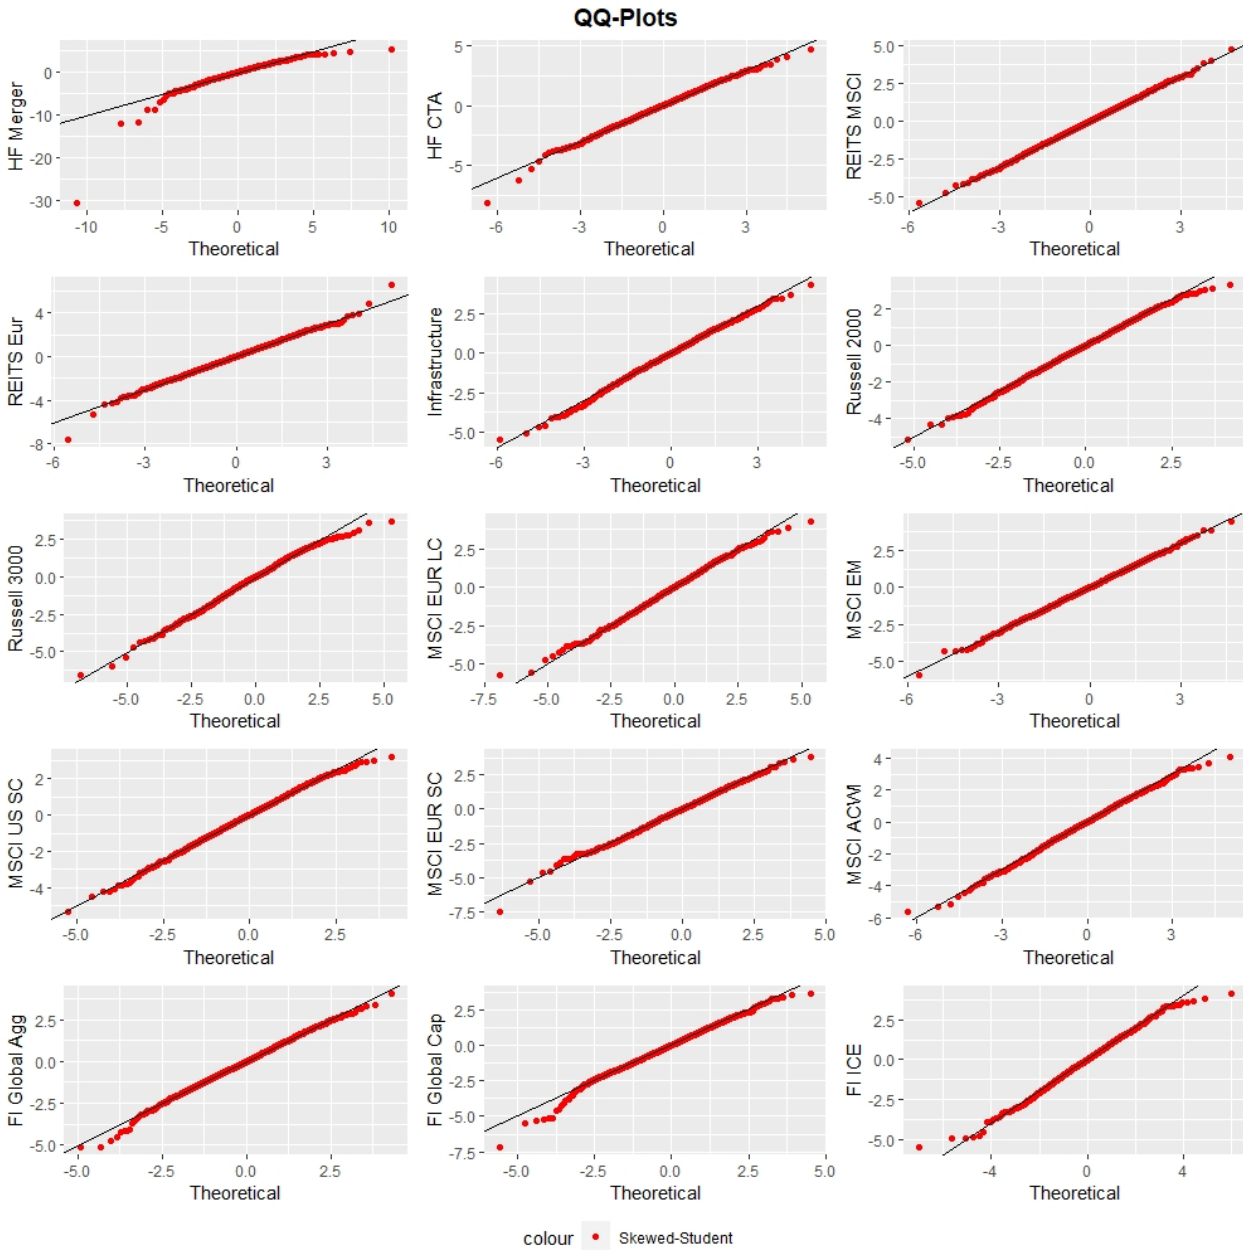 QQ-Plots
HF Merger
0
-10
-20
-30
-10 -5 0 5 10
Theoretical
HF CTA
5
0
-5
-6 -3 0 3
Theoretical
REITS MSCI
5.0
2.5
0.0
-2.5
-5.0
-6 -3 0 3
Theoretical
REITS Eur
4
0
-4
-8
-6 -3 0 3
Theoretical
Infrastructure
2.5
0.0
-2.5
-5.0
-6 -3 0 3
Theoretical
Russell 2000
2
0
-2
-4
-5.0 -2.5 0.0 2.5
Theoretical
Russell 3000
2.5
0.0
-2.5
-5.0
-5.0 -2.5 0.0 2.5 5.0
Theoretical
MSCI EUR LC
2.5
0.0
-2.5
-5.0
-7.5 -5.0 -2.5 0.0 2.5 5.0
Theoretical
MSCI EM
2.5
0.0
-2.5
-5.0
-6 -3 0 3
Theoretical
MSCI US SC
2
0
-2
-4
-5.0 -2.5 0.0 2.5
Theoretical
MSCI EUR SC
2.5
0.0
-2.5
-5.0
-7.5
-5.0 -2.5 0.0 2.5 5.0
Theoretical
MSCI ACWI
4
2
0
-2
-4
-6
-6 -3 0 3
Theoretical
FI Global Agg
2.5
0.0
-2.5
-5.0
-5.0 -2.5 0.0 2.5
Theoretical
FI Global Cap
2.5
0.0
-2.5
-5.0
-7.5
-5.0 -2.5 0.0 2.5 5.0
Theoretical
FI ICE
2.5
0.0
-2.5
-5.0
-4 0 4
Theoretical
colour Skewed-Student